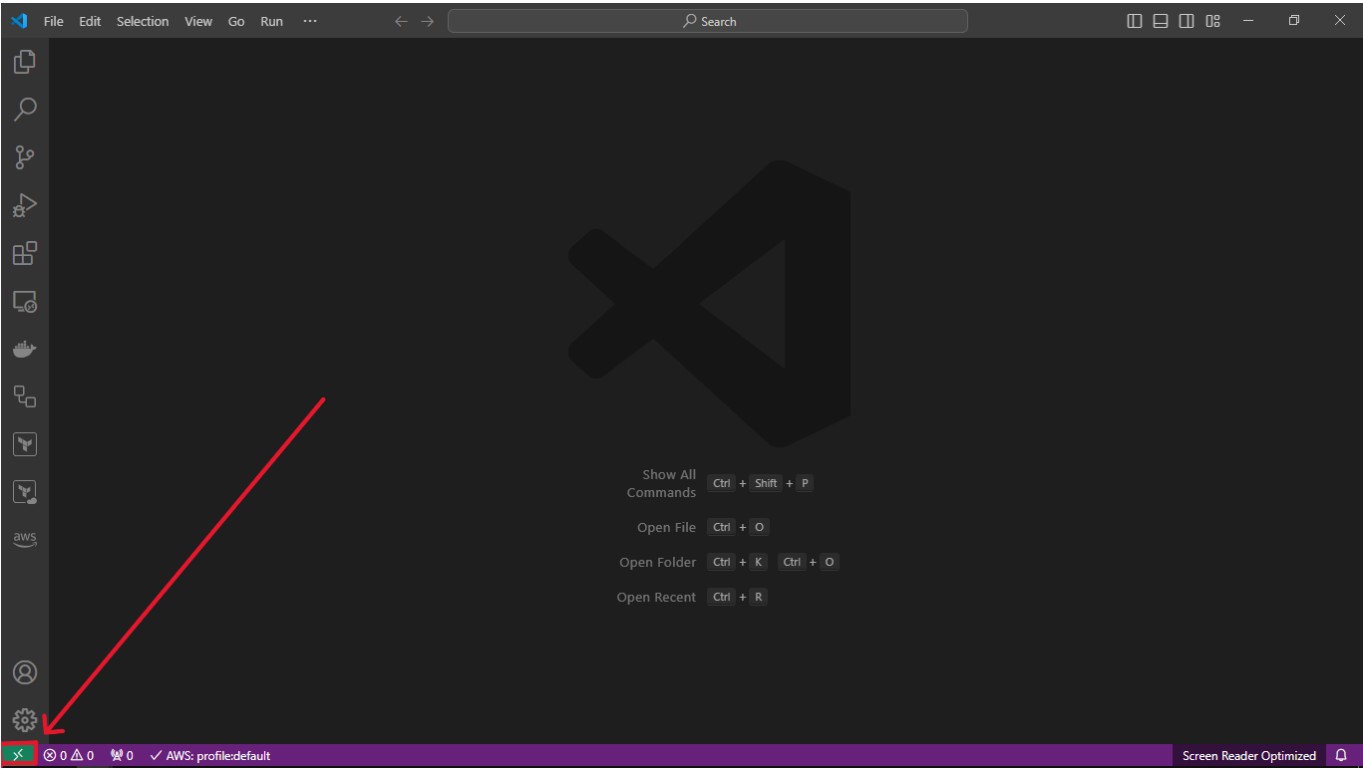 File Edit Selection View Go Run ···
Search
Show All
Commands Ctrl + Shift + P
Open File Ctrl + O
Open Folder Ctrl + K Ctrl + O
Open Recent Ctrl + R
aws
0 0 0 AWS: profile:default Screen Reader Optimized